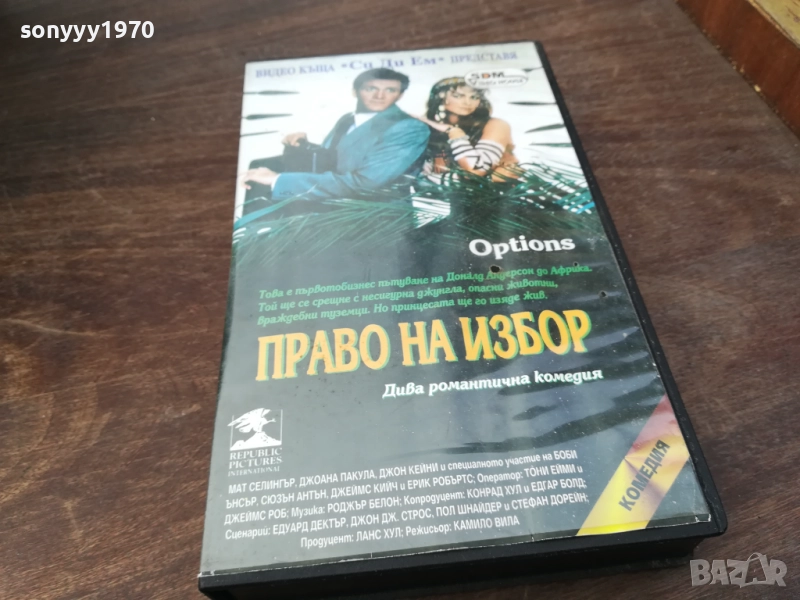 sonyyy1970
ВИДЕО КЪЩА "Си Ди Ем" ПРЕДСТАВЯ
SDM
Options
Това е първотобизнес пътуване на Доналд Андерсон до Африка.
Той ще се срещне с несигурна джунгла, опасни животни,
враждебни туземци. Но принцесата ще го изяде жив.
ПРАВО НА ИЗБОР
Дива романтична комедия
REPUBLIC
PICTURES
INTERNATIONAL
КОМЕДИЯ
МАТ СЕЛИНГЪР, ДЖОАНА ПАКУЛА, ДЖОН КЕЙНИ и специалното участие на БОБИ
ЪНСЪР, СЮЗЪН АНТЪН, ДЖЕЙМС КИЙЧ и ЕРИК РОБЪРТС; Оператор: ТОНИ ЕЙМИ и
ДЖЕЙМС РОБ; Музика: РОДЖЪР БЕЛОН; Копродуцент: КОНРАД ХУЛ и ЕДГАР БОЛД;
Сценарий: ЕДУАРД ДЕКТЪР, ДЖОН ДЖ. СТРОС, ПОЛ ШНАЙДЕР и СТЕФАН ДОРЕЙН;
Продуцент: ЛАНС ХУЛ; Режисьор: КАМИЛО ВИЛА
BAZAR